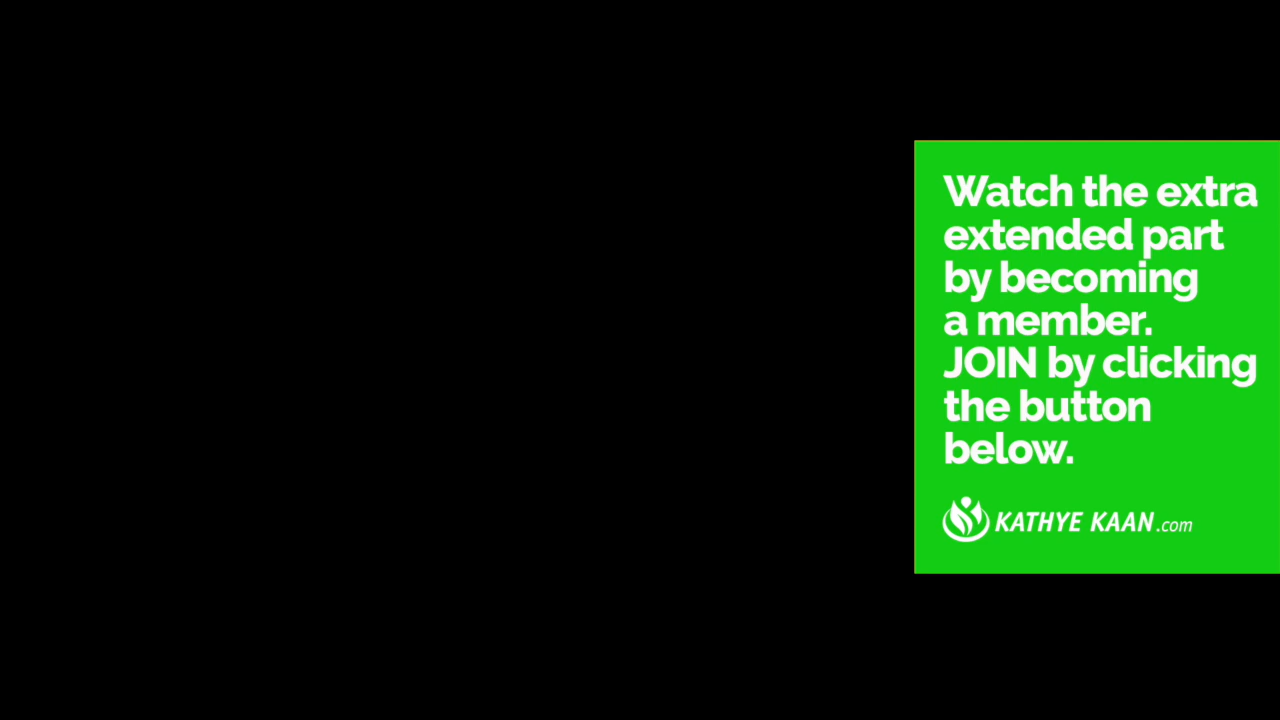 Watch the extra
extended part
by becoming
a member.
JOIN by clicking
the button
below.
KATHYE KAAN.com